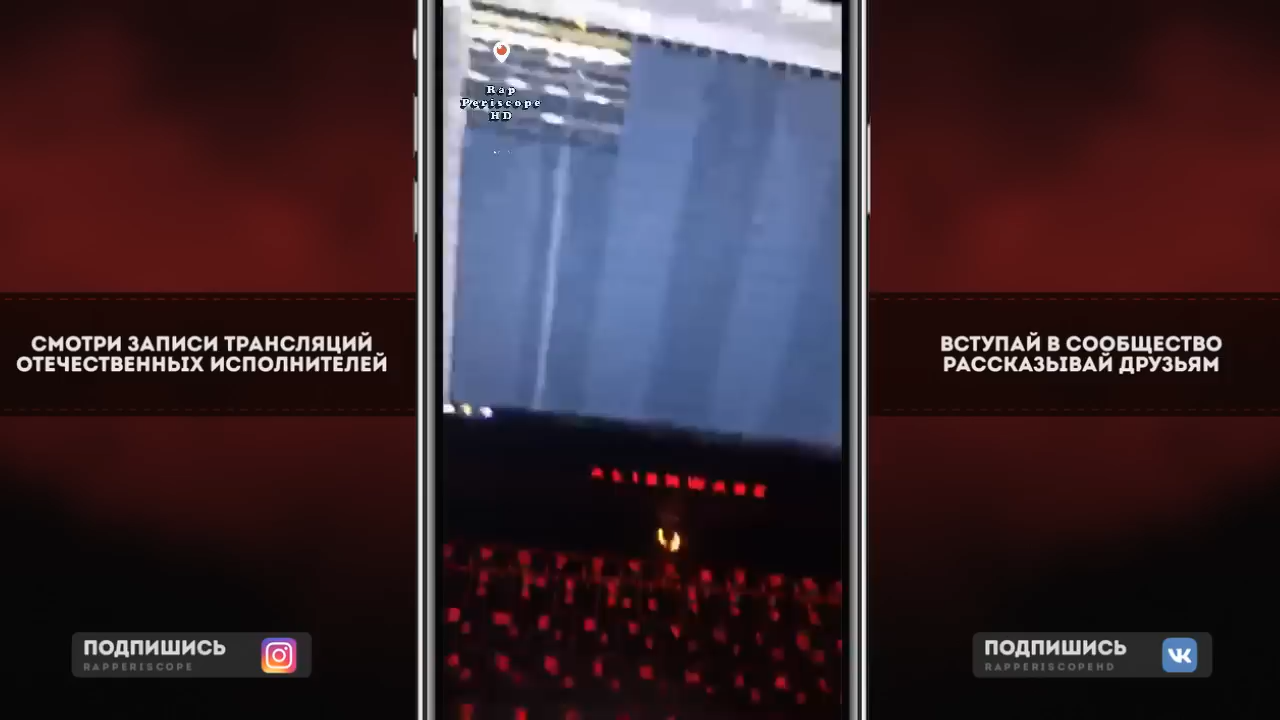 Rap
Periscope
HD
СМОТРИ ЗАПИСИ ТРАНСЛЯЦИЙ
ОТЕЧЕСТВЕННЫХ ИСПОЛНИТЕЛЕЙ
ВСТУПАЙ В СООБЩЕСТВО
РАССКАЗЫВАЙ ДРУЗЬЯМ
ALIENWARE
ПОДПИШИСЬ
RAPPERISCOPE
ПОДПИШИСЬ
RAPPERISCOPEHD